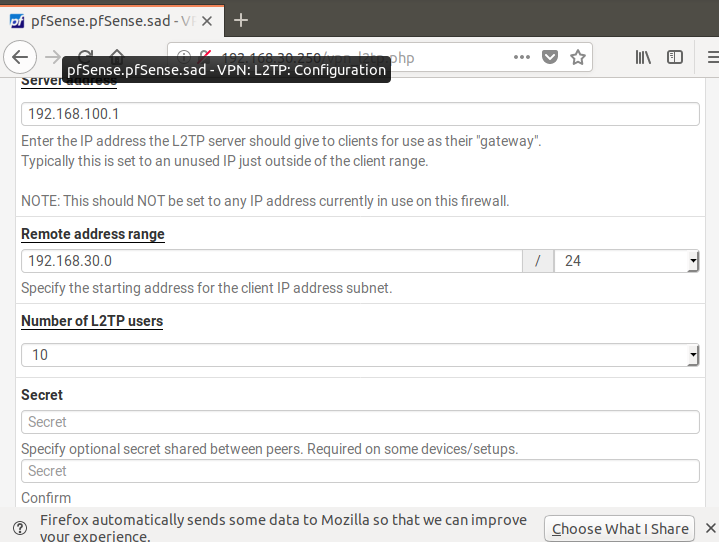 pfSense.pfSense.sad - VP
192.168.30.250/vpn_l2tp.php
pfSense.pfSense.sad - VPN: L2TP: Configuration
Server address
192.168.100.1
Enter the IP address the L2TP server should give to clients for use as their "gateway".
Typically this is set to an unused IP just outside of the client range.
NOTE: This should NOT be set to any IP address currently in use on this firewall.
Remote address range
192.168.30.0 / 24
Specify the starting address for the client IP address subnet.
Number of L2TP users
10
Secret
Secret
Specify optional secret shared between peers. Required on some devices/setups.
Secret
Confirm
Firefox automatically sends some data to Mozilla so that we can improve
your experience.
Choose What I Share